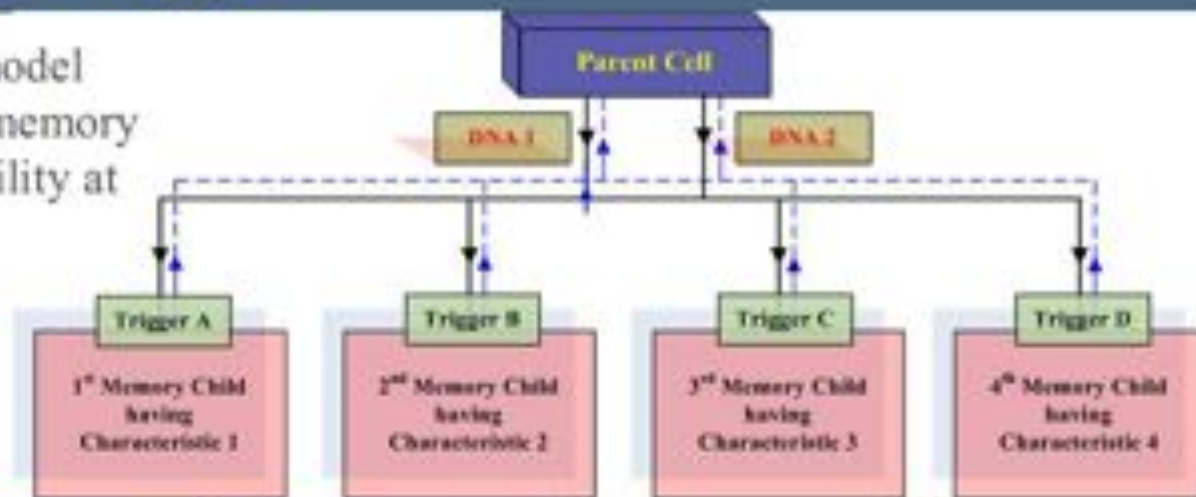 Parent Cell
odel
DNA 1
DNA 2
memory
ility at
Trigger A
Trigger B
Trigger C
Trigger D
1st Memory Child
having
Characteristic 1
2nd Memory Child
having
Characteristic 2
3rd Memory Child
having
Characteristic 3
4th Memory Child
having
Characteristic 4